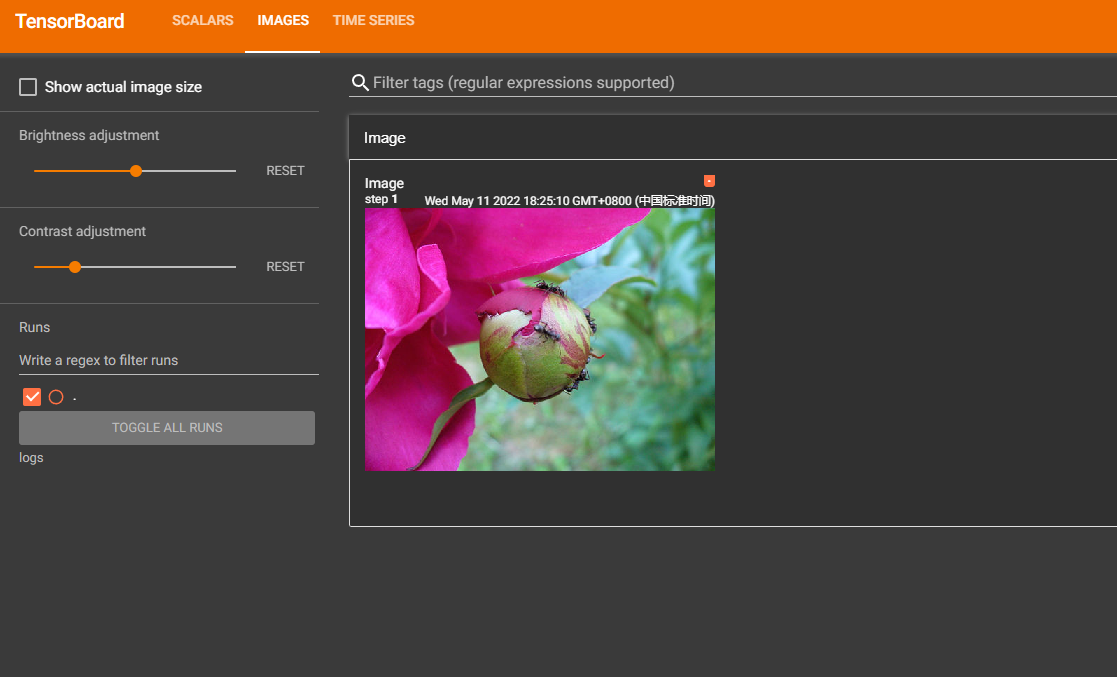 TensorBoard SCALARS IMAGES TIME SERIES
Show actual image size
Filter tags (regular expressions supported)
Brightness adjustment
RESET
Contrast adjustment
RESET
Runs
Write a regex to filter runs
.
TOGGLE ALL RUNS
logs
Image
Image
step 1 Wed May 11 2022 18:25:10 GMT+0800 (中国标准时间)